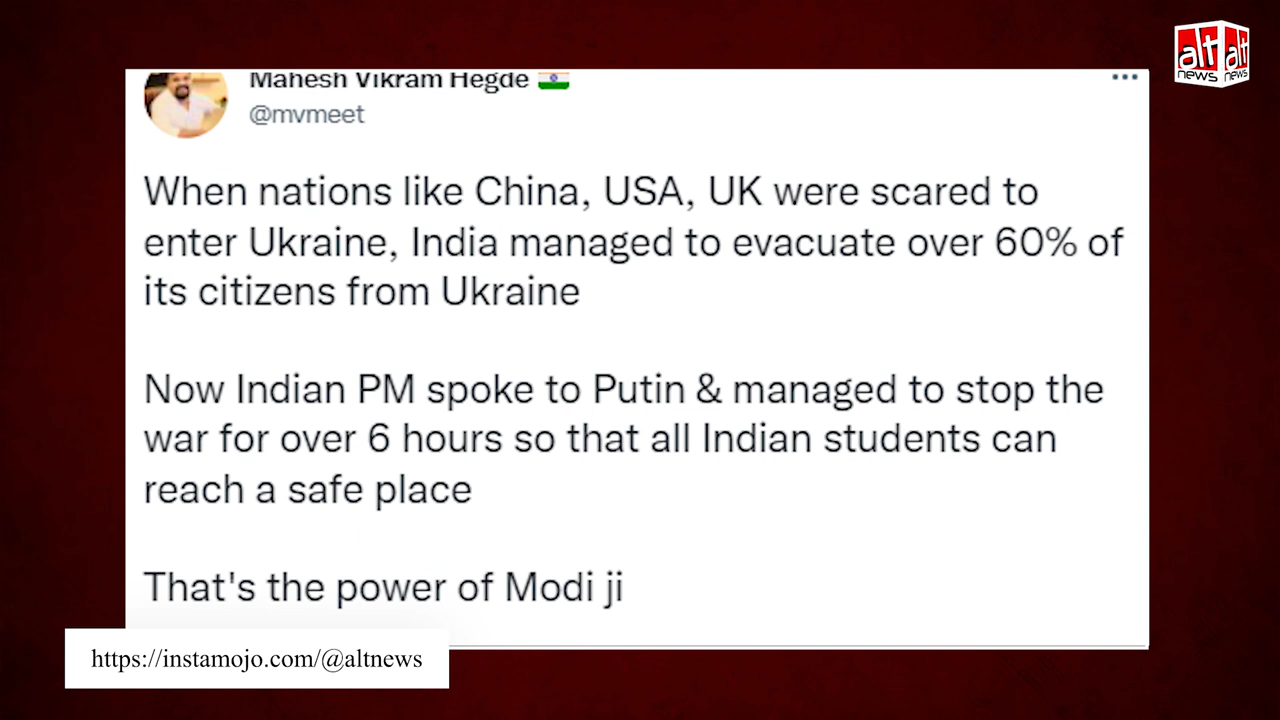 alt alt
news news
Mahesh Vikram Hegde
@mvmeet
When nations like China, USA, UK were scared to
enter Ukraine, India managed to evacuate over 60% of
its citizens from Ukraine
Now Indian PM spoke to Putin & managed to stop the
war for over 6 hours so that all Indian students can
reach a safe place
That's the power of Modi ji
https://instamojo.com/@altnews